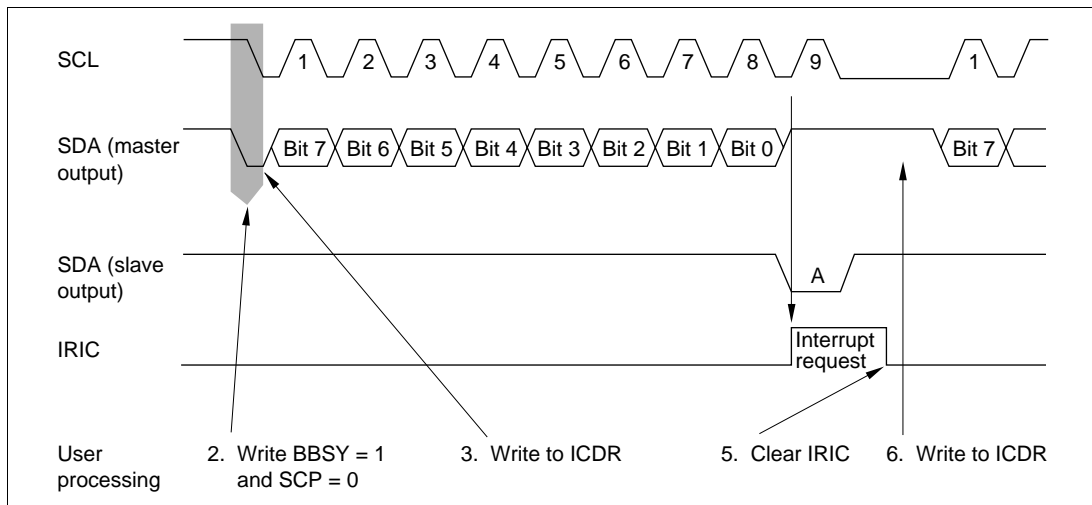 SCL 1 2 3 4 5 6 7 8 9 1
SDA (master
output) Bit 7 Bit 6 Bit 5 Bit 4 Bit 3 Bit 2 Bit 1 Bit 0 Bit 7
SDA (slave
output) A
IRIC Interrupt
request
User
processing
2. Write BBSY = 1
and SCP = 0
3. Write to ICDR
5. Clear IRIC
6. Write to ICDR